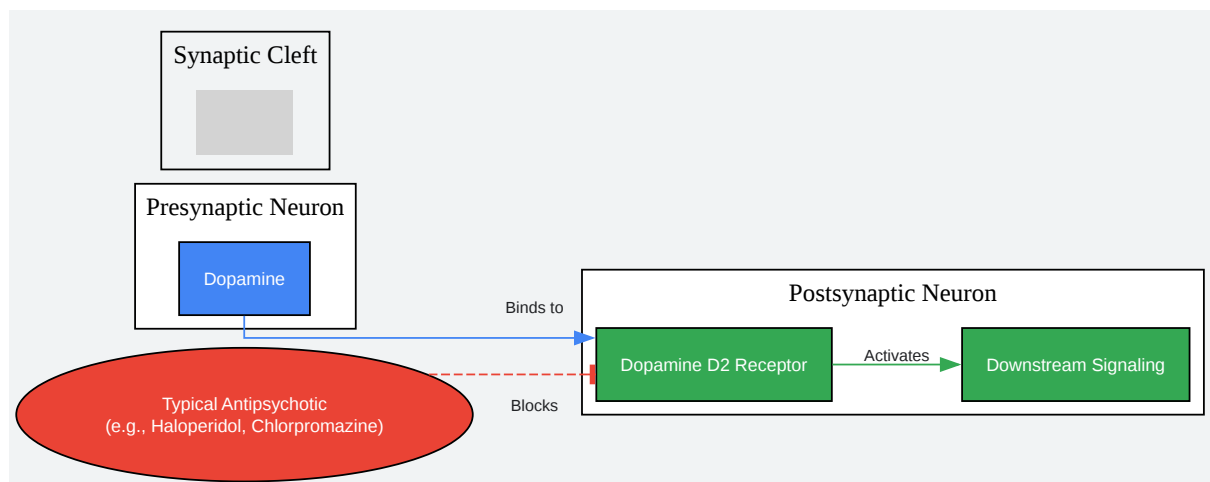 Synaptic Cleft
Presynaptic Neuron
Dopamine
Binds to
Postsynaptic Neuron
Dopamine D2 Receptor
Activates
Downstream Signaling
Typical Antipsychotic
(e.g., Haloperidol, Chlorpromazine)
Blocks